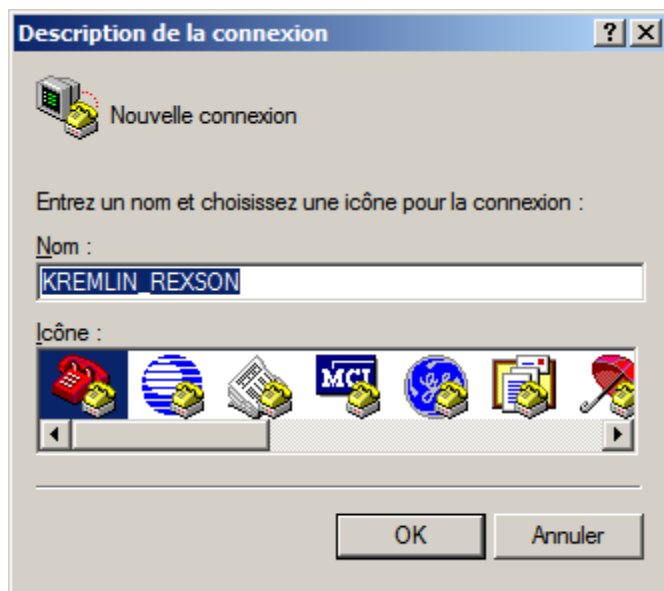 Description de la connexion
Nouvelle connexion
Entrez un nom et choisissez une icône pour la connexion :
Nom :
KREMLIN_REXSON
Icône :
MCI
OK Annuler